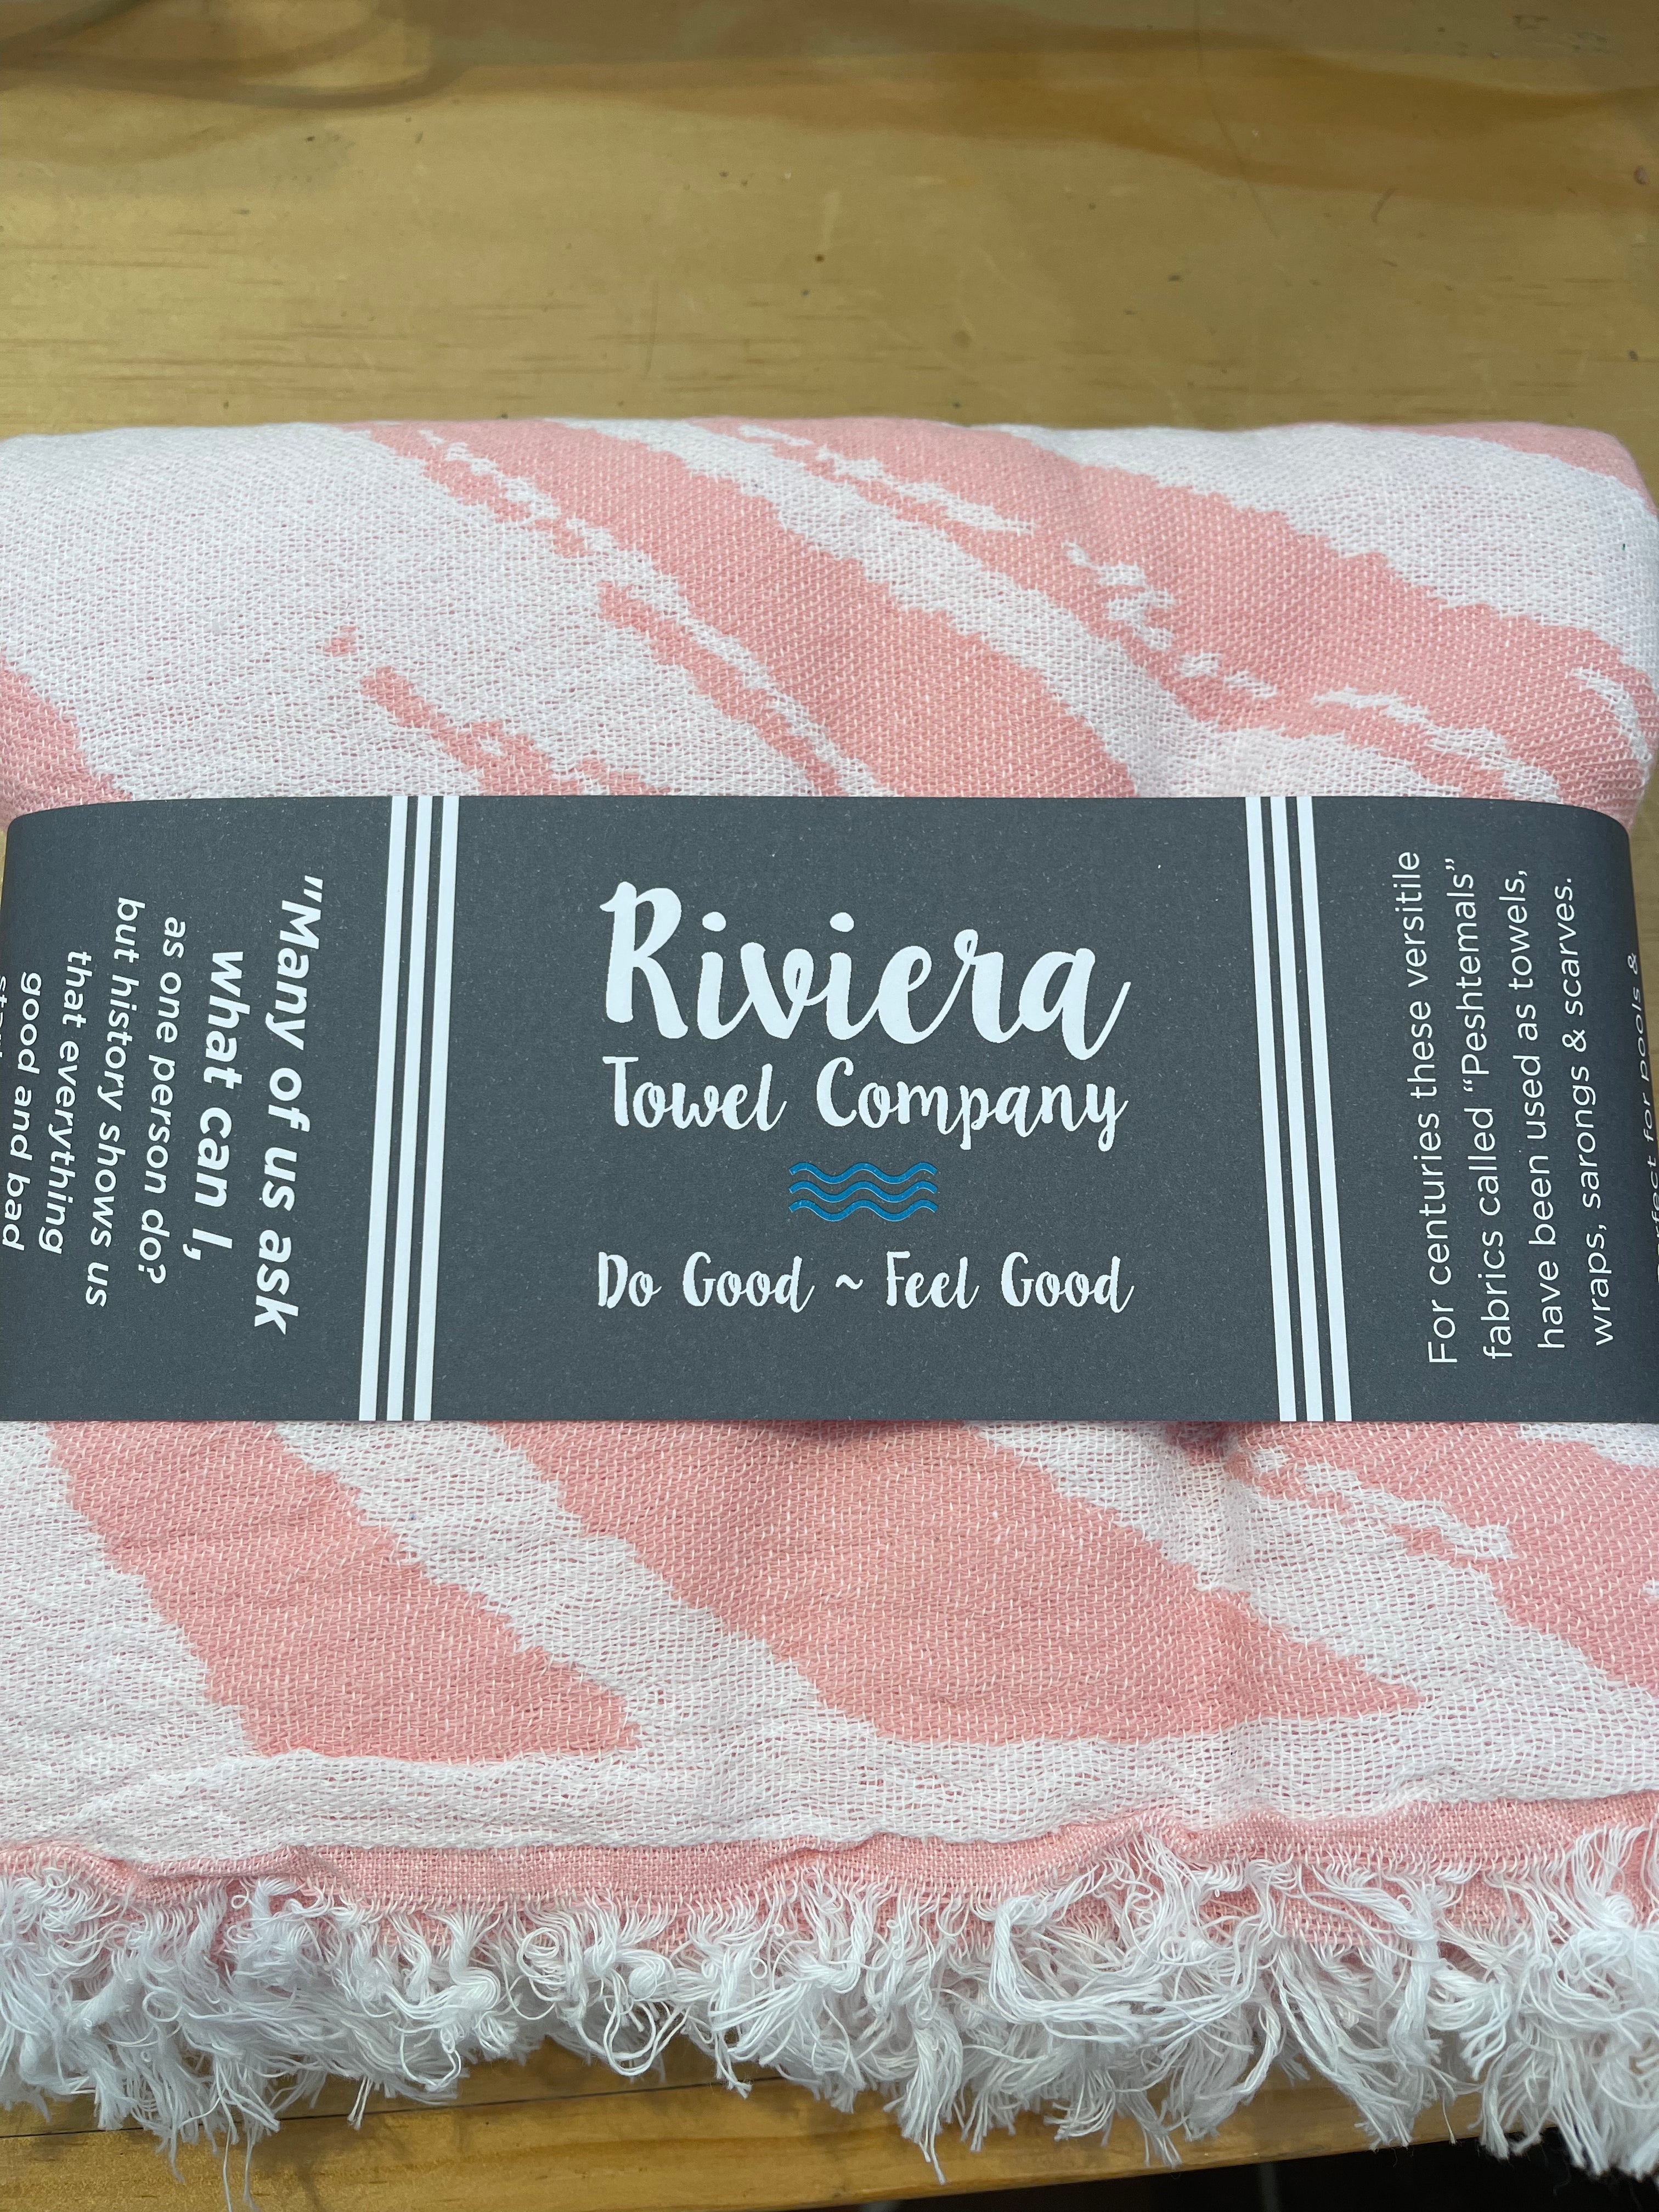 "Many of us ask
what can I,
as one person do?
but history shows us
that everything
good and bad
Riviera
Towel Company
Do Good ~ Feel Good
For centuries these versitile
fabrics called “Peshtemals”
have been used as towels,
wraps, sarongs & scarves.
for pools &